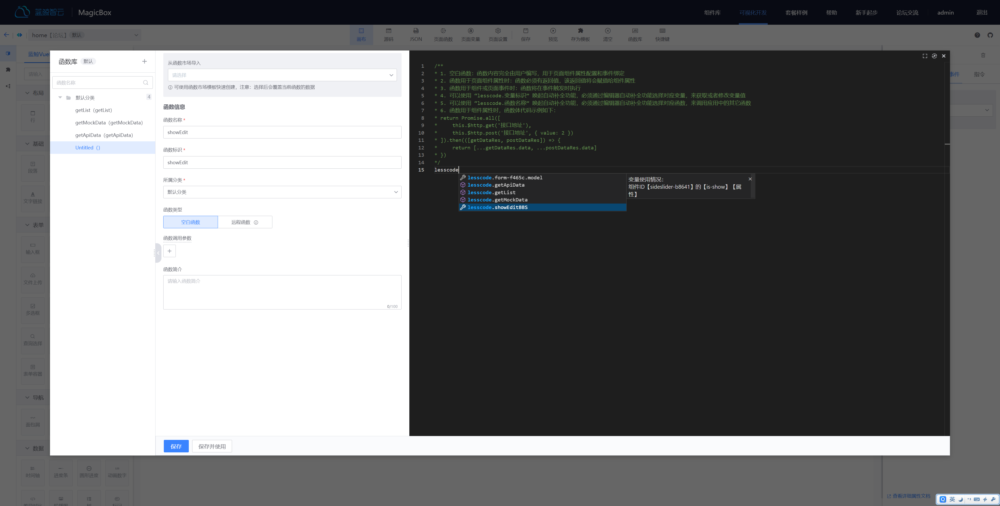 蓝鲸智云
MagicBox
组件库
可视化开发
套餐样例
帮助
新手起步
论坛交流
admin
退出
home【论坛】 默认
画布
源码
JSON
页面函数
页面变量
页面设置
保存
预览
存为模板
清空
函数库
快捷键
蓝鲸Vue
请输入
布局
行
基础
段落
文字链接
表单
输入框
文件上传
多选框
查询选择
表单容器
导航
面包屑
数据
时间轴
进度条
圆形进度
动画数字
函数库 默认
函数名称
默认分类 4
getList（getList）
getMockData（getMockData）
getApiData（getApiData）
Untitled（）
从函数市场导入
请选择
可使用函数市场模板快速创建，注意：选择后会覆盖当前函数的数据
函数信息
函数名称 *
showEdit
函数标识 *
showEdit
所属分类 *
默认分类
函数类型
空白函数
远程函数
函数调用参数
+
函数简介
请输入函数简介
0/100
保存
保存并使用
1 /**
2 * 1. 空白函数：函数内容完全由用户编写，用于页面组件属性配置和事件绑定
3 * 2. 函数用于页面组件属性时：函数必须有返回值，该返回值将会赋值给组件属性
4 * 3. 函数用于组件或页面事件时：函数将在事件触发时执行
5 * 4. 可以使用 “lesscode.变量标识” 唤起自动补全功能，必须通过编辑器自动补全功能选择对应变量，来获取或者修改变量值
6 * 5. 可以使用 “lesscode.函数名称” 唤起自动补全功能，必须通过编辑器自动补全功能选择对应函数，来调用应用中的其它函数
7 * 6. 函数用于组件属性时，函数体代码示例如下：
8 * return Promise.all([
9 *     this.$http.get('接口地址'),
10 *     this.$http.post('接口地址', { value: 2 })
11 * ]).then(([getDataRes, postDataRes]) => {
12 *     return [...getDataRes.data, ...postDataRes.data]
13 * })
14 */
15 lesscode
lesscode.form-f465c.model
lesscode.getApiData
lesscode.getList
lesscode.getMockData
lesscode.showEditBBS
变量使用情况：
组件ID【sideslider-b8641】的【is-show】【属
性】
事件
指令
查看详细属性文档
英